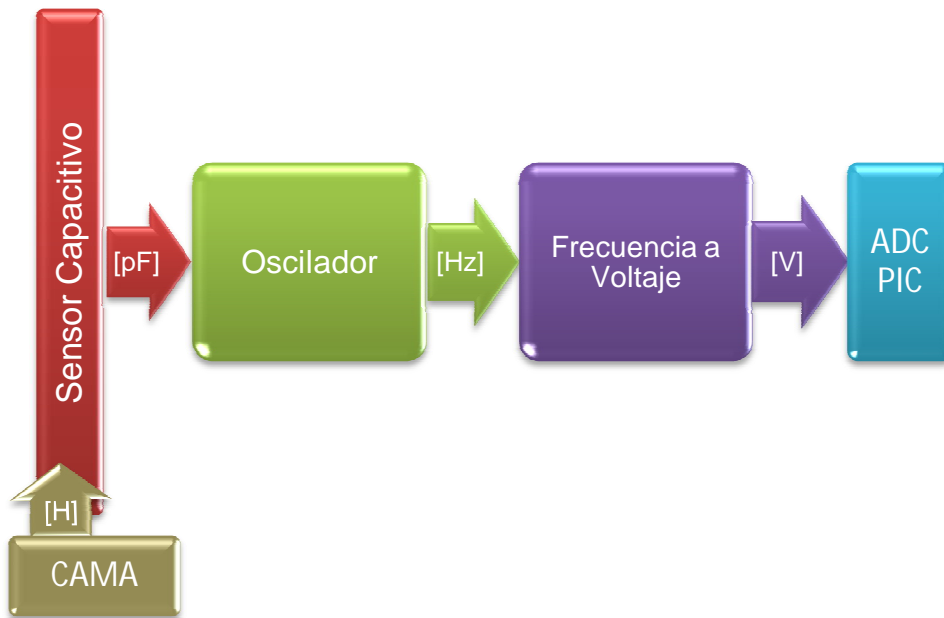 Sensor Capacitivo
[pF]
Oscilador
[Hz]
Frecuencia a
Voltaje
[V]
ADC
PIC
[H]
CAMA